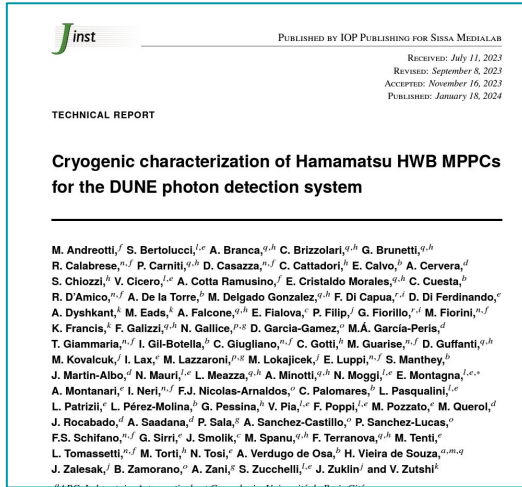 Jinst
PUBLISHED BY IOP PUBLISHING FOR SISSA MEDIALAB
RECEIVED: July 11, 2023
REVISED: September 8, 2023
ACCEPTED: November 16, 2023
PUBLISHED: January 18, 2024
TECHNICAL REPORT
Cryogenic characterization of Hamamatsu HWB MPPCs
for the DUNE photon detection system
M. Andreotti,f S. Bertolucci,l,e A. Branca,q,h C. Brizzolari,q,h G. Brunetti,q,h
R. Calabrese,n,f P. Carniti,q,h D. Casazza,n,f C. Cattadori,h E. Calvo,b A. Cervera,d
S. Chiozzi,h V. Cicero,l,e A. Cotta Ramusino,f E. Cristaldo Morales,q,h C. Cuesta,b
R. D'Amico,n,f A. De la Torre,b M. Delgado Gonzalez,q,h F. Di Capua,r,i D. Di Ferdinando,e
A. Dyshkant,k M. Eads,k A. Falcone,q,h E. Fialova,c P. Filip,j G. Fiorillo,r,i M. Fiorini,n,f
K. Francis,k F. Galizzi,q,h N. Gallice,p,g D. Garcia-Gamez,o M.Á. García-Peris,d
T. Giammaria,n,f I. Gil-Botella,b C. Giugliano,n,f C. Gotti,h M. Guarise,n,f D. Guffanti,q,h
M. Kovalcuk,j I. Lax,e M. Lazzaroni,p,g M. Lokajicek,j E. Luppi,n,f S. Manthey,b
J. Martin-Albo,d N. Mauri,l,e L. Meazza,q,h A. Minotti,q,h N. Moggi,l,e E. Montagna,l,e,*
A. Montanari,e I. Neri,n,f F.J. Nicolas-Arnaldos,o C. Palomares,b L. Pasqualini,l,e
L. Patrizii,e L. Pérez-Molina,b G. Pessina,h V. Pia,l,e F. Poppi,l,e M. Pozzato,e M. Querol,d
J. Rocabado,d A. Saadana,d P. Sala,g A. Sanchez-Castillo,o P. Sanchez-Lucas,o
F.S. Schifano,n,f G. Sirri,e J. Smolik,c M. Spanu,q,h F. Terranova,q,h M. Tenti,e
L. Tomassetti,n,f M. Torti,h N. Tosi,e A. Verdugo de Osa,b H. Vieira de Souza,a,m,q
J. Zalesak,j B. Zamorano,o A. Zani,g S. Zucchelli,l,e J. Zuklin,j and V. Zutshi,k